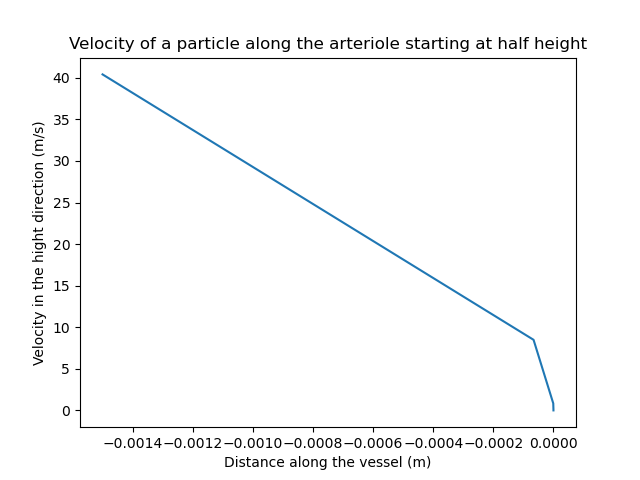 Velocity of a particle along the arteriole starting at half height
40
35
30
25
20
15
10
5
0
Velocity in the hight direction (m/s)
−0.0014 −0.0012 −0.0010 −0.0008 −0.0006 −0.0004 −0.0002 0.0000
Distance along the vessel (m)